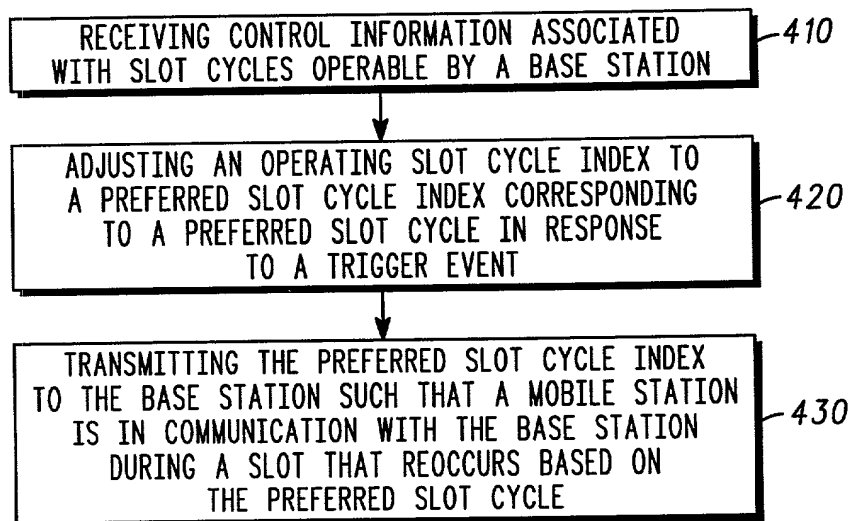 RECEIVING CONTROL INFORMATION ASSOCIATED
WITH SLOT CYCLES OPERABLE BY A BASE STATION
410
ADJUSTING AN OPERATING SLOT CYCLE INDEX TO
A PREFERRED SLOT CYCLE INDEX CORRESPONDING
TO A PREFERRED SLOT CYCLE IN RESPONSE
TO A TRIGGER EVENT
420
TRANSMITTING THE PREFERRED SLOT CYCLE INDEX
TO THE BASE STATION SUCH THAT A MOBILE STATION
IS IN COMMUNICATION WITH THE BASE STATION
DURING A SLOT THAT REOCCURS BASED ON
THE PREFERRED SLOT CYCLE
430